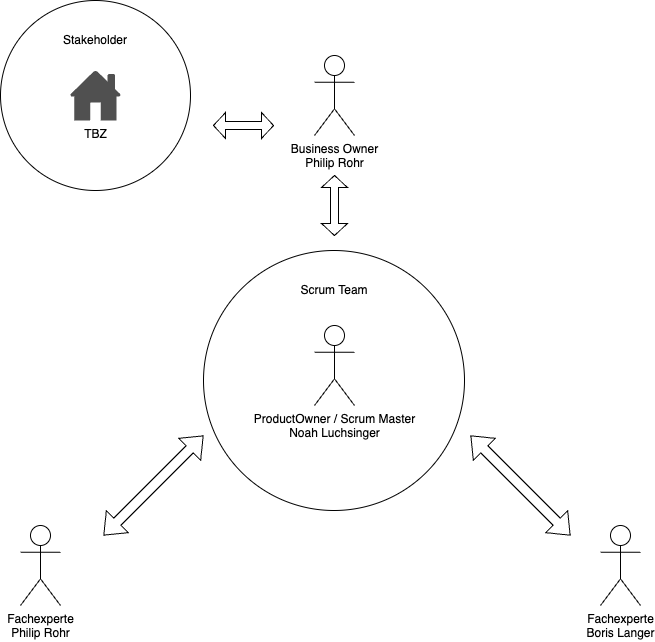 Stakeholder
TBZ
Business Owner
Philip Rohr
Scrum Team
ProductOwner / Scrum Master
Noah Luchsinger
Fachexperte
Philip Rohr
Fachexperte
Boris Langer